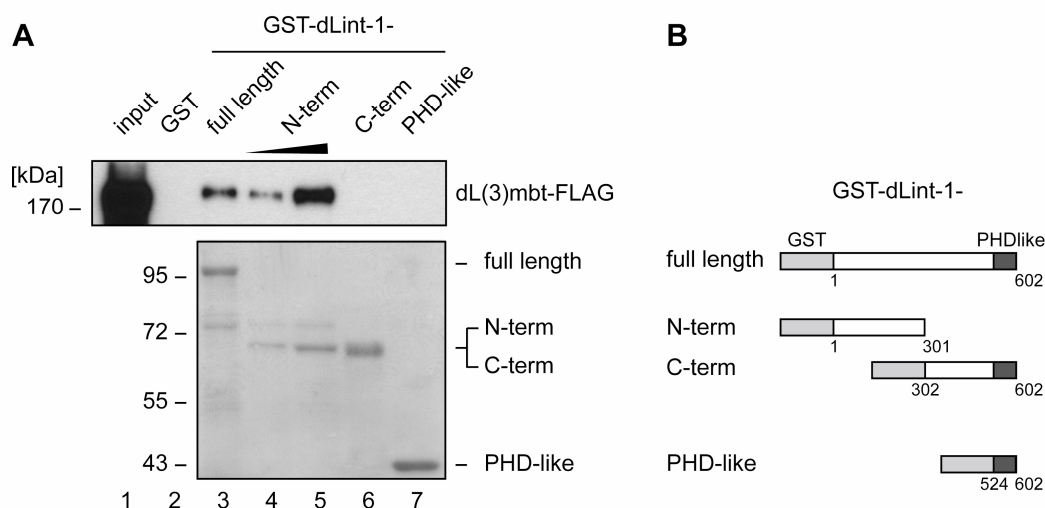 A
GST-dLint-1-
input
GST
full length
N-term
C-term
PHD-like
[kDa]
170 –
dL(3)mbt-FLAG
95 –
– full length
72 –
N-term
C-term
55 –
43 –
– PHD-like
1 2 3 4 5 6 7
B
GST-dLint-1-
GST PHDlike
full length
1 602
N-term
1 301
C-term
302 602
PHD-like
524 602